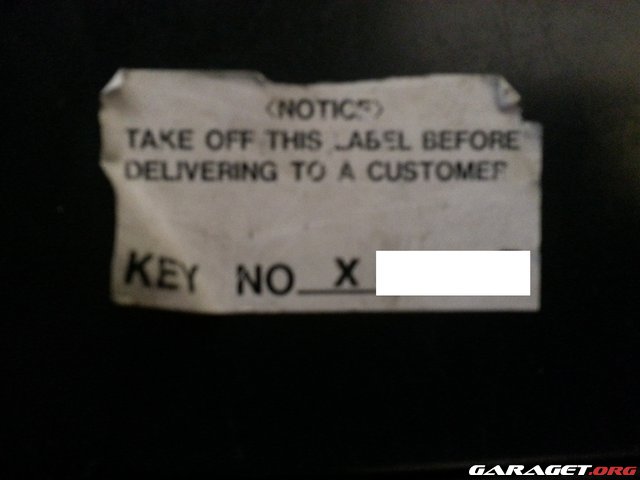 <NOTICE>
TAKE OFF THIS LABEL BEFORE
DELIVERING TO A CUSTOMER
KEY NO X
GARAGET.ORG